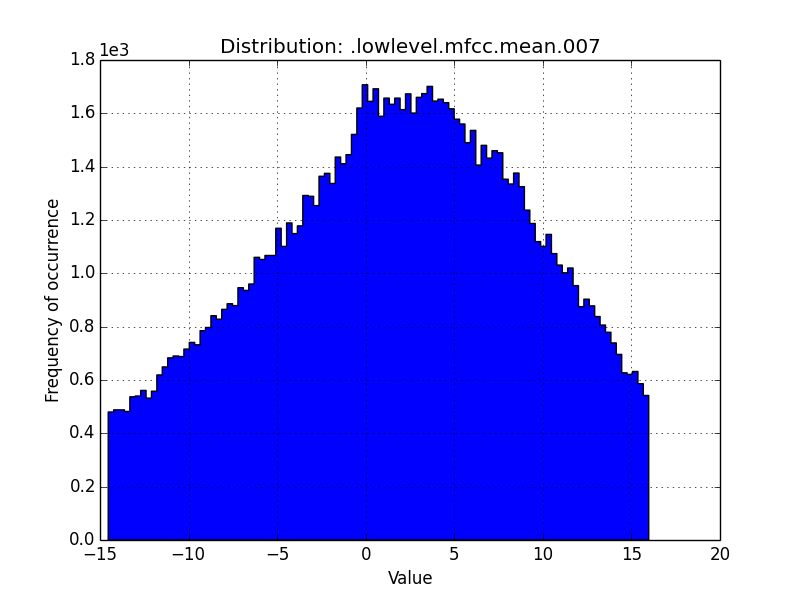 Distribution: .lowlevel.mfcc.mean.007
1e3
1.8
1.6
1.4
1.2
1.0
0.8
0.6
0.4
0.2
0.0
Frequency of occurrence
−15 −10 −5 0 5 10 15 20
Value